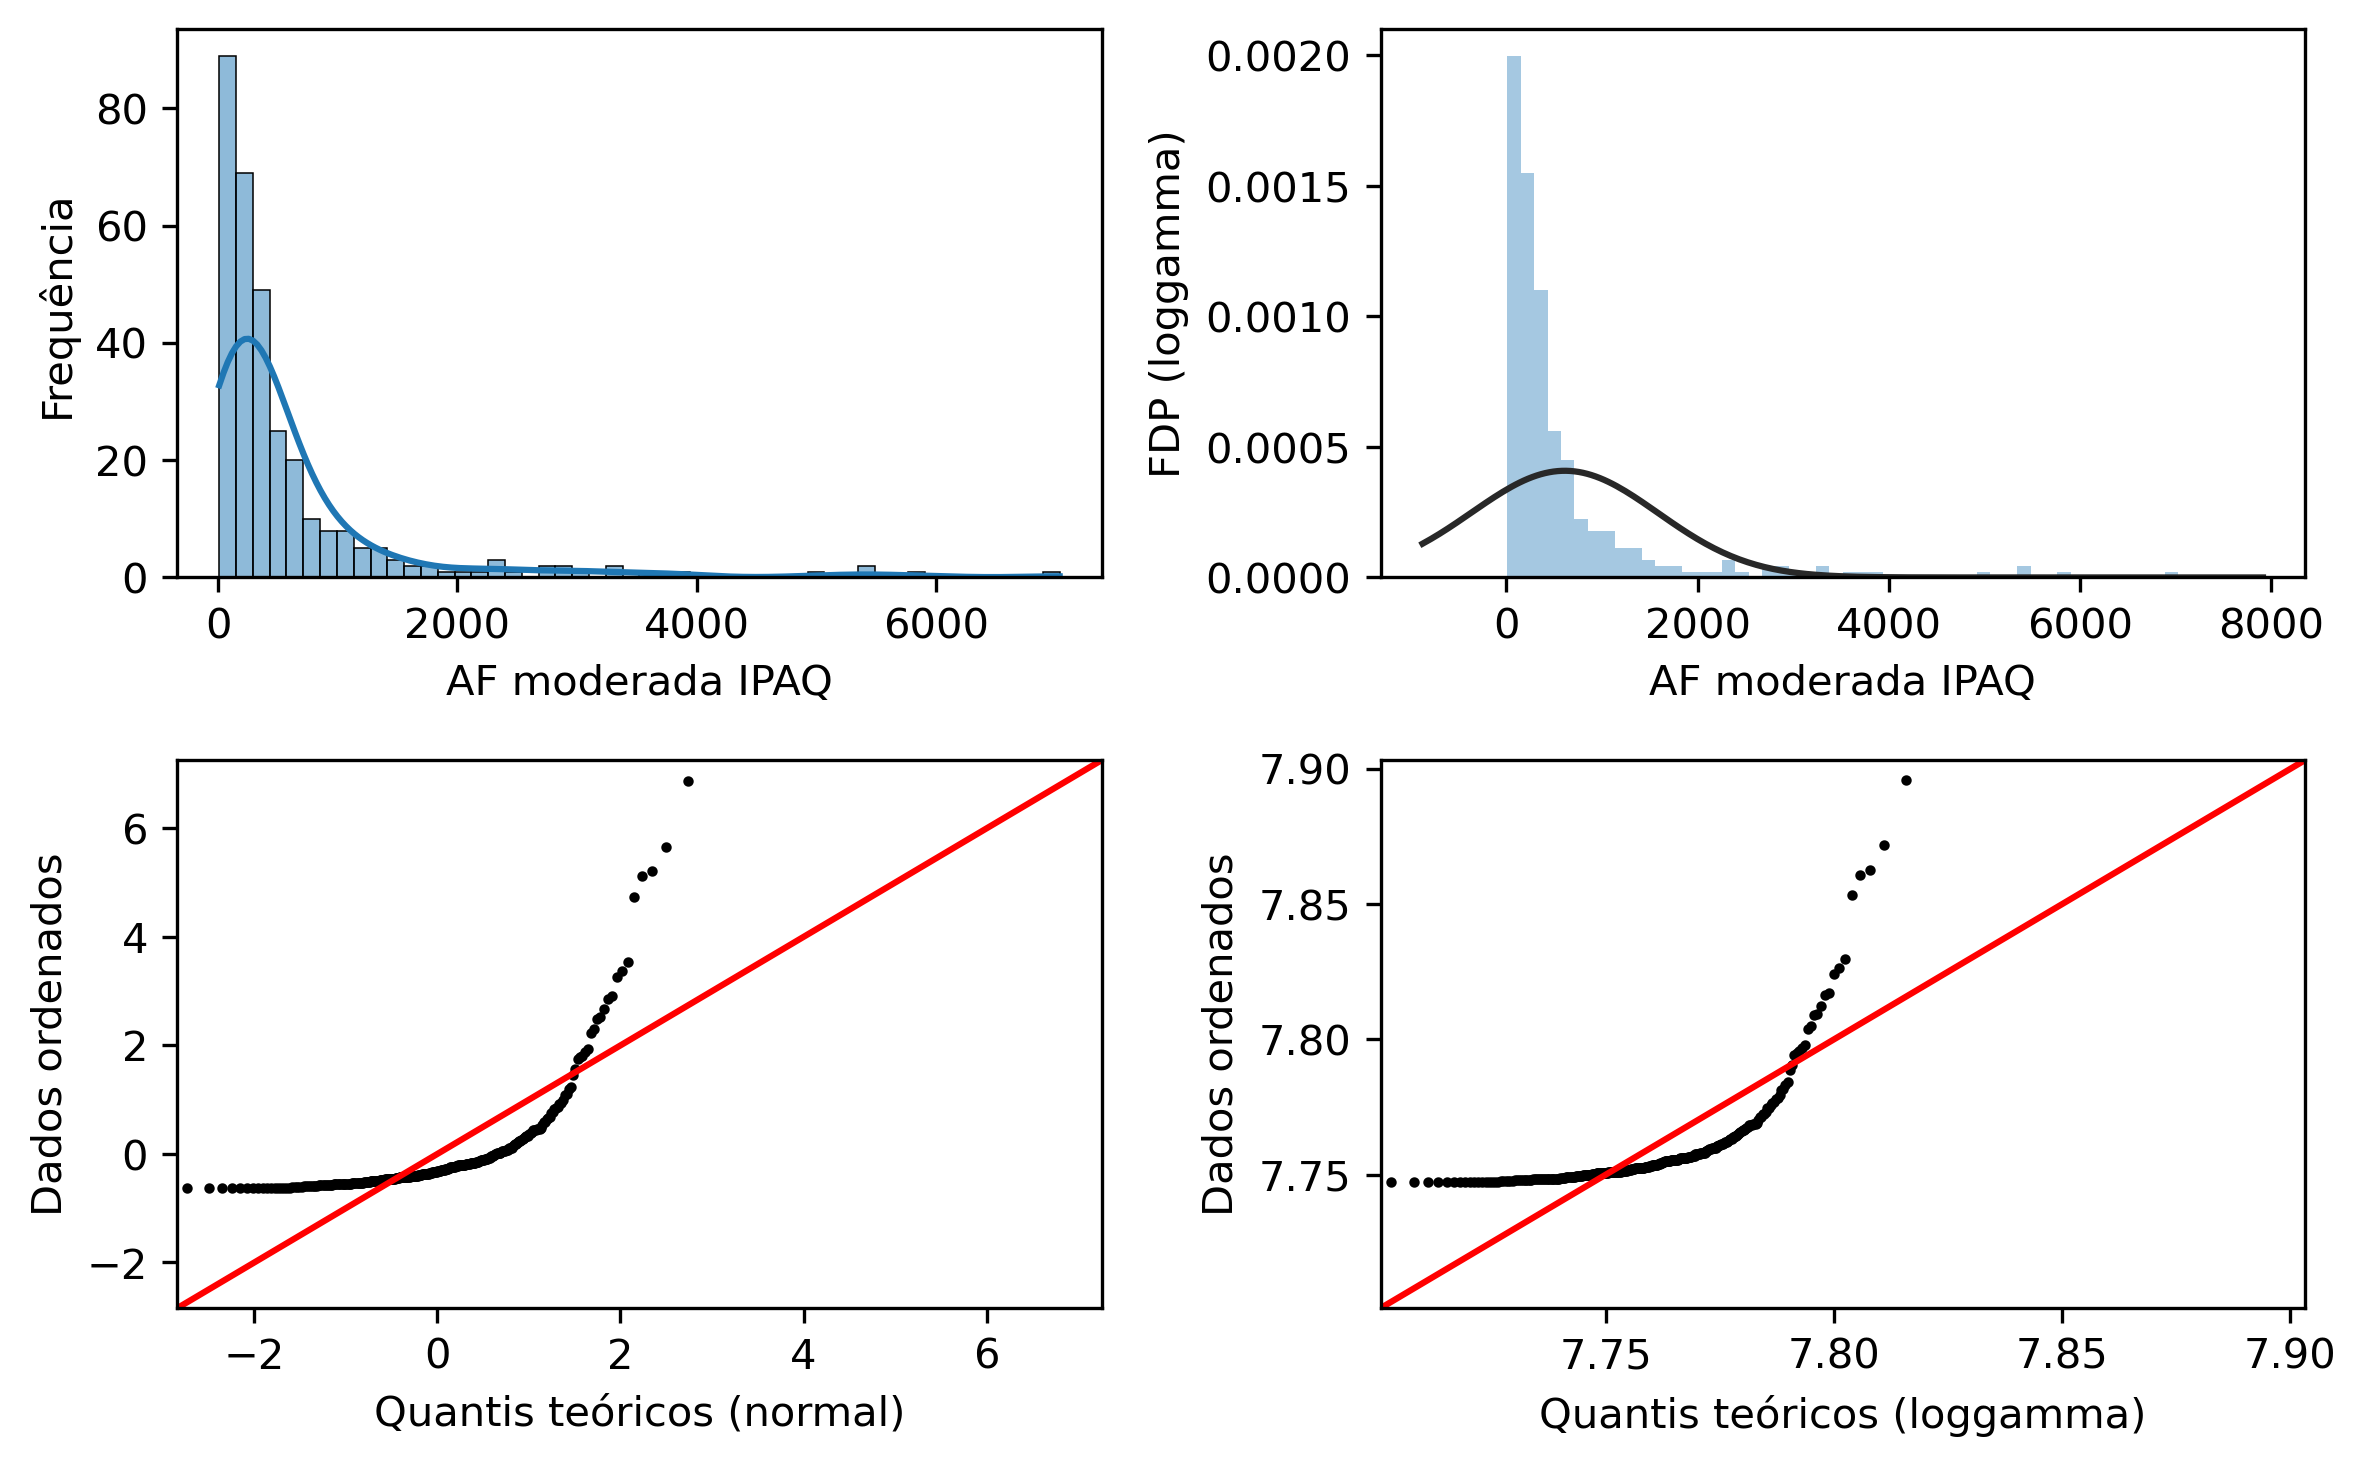 Frequência
80
60
40
20
0
0 2000 4000 6000
AF moderada IPAQ
FDP (loggamma)
0.0020
0.0015
0.0010
0.0005
0.0000
0 2000 4000 6000 8000
AF moderada IPAQ
Dados ordenados
6
4
2
0
−2
−2 0 2 4 6
Quantis teóricos (normal)
Dados ordenados
7.90
7.85
7.80
7.75
7.75 7.80 7.85 7.90
Quantis teóricos (loggamma)